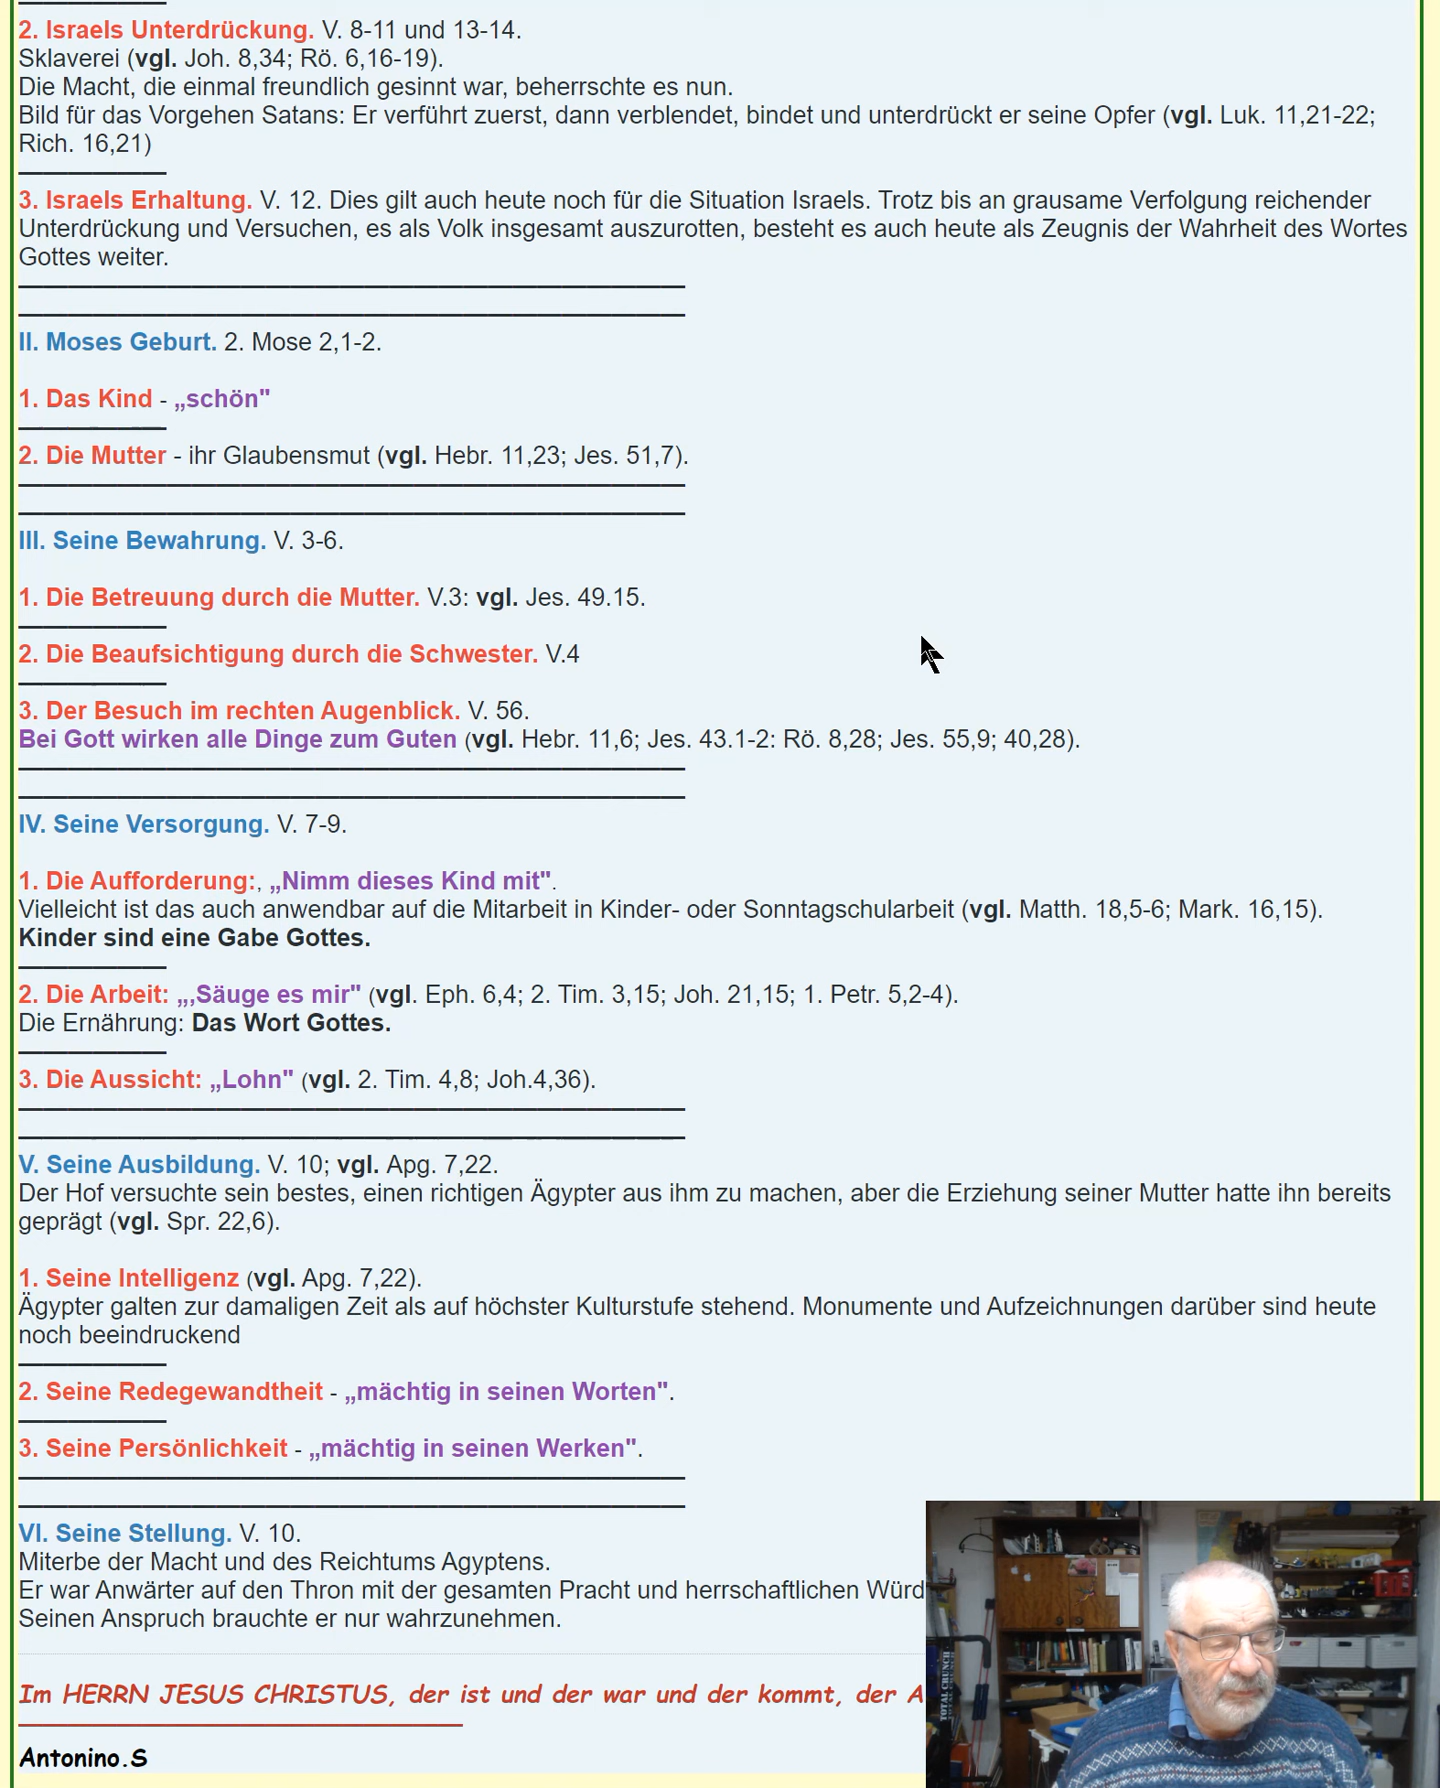 2. Israels Unterdrückung. V. 8-11 und 13-14.
Sklaverei (vgl. Joh. 8,34; Rö. 6,16-19).
Die Macht, die einmal freundlich gesinnt war, beherrschte es nun.
Bild für das Vorgehen Satans: Er verführt zuerst, dann verblendet, bindet und unterdrückt er seine Opfer (vgl. Luk. 11,21-22;
Rich. 16,21)
3. Israels Erhaltung. V. 12. Dies gilt auch heute noch für die Situation Israels. Trotz bis an grausame Verfolgung reichender
Unterdrückung und Versuchen, es als Volk insgesamt auszurotten, besteht es auch heute als Zeugnis der Wahrheit des Wortes
Gottes weiter.
II. Moses Geburt. 2. Mose 2,1-2.
1. Das Kind - „schön"
2. Die Mutter - ihr Glaubensmut (vgl. Hebr. 11,23; Jes. 51,7).
III. Seine Bewahrung. V. 3-6.
1. Die Betreuung durch die Mutter. V.3: vgl. Jes. 49.15.
2. Die Beaufsichtigung durch die Schwester. V.4
3. Der Besuch im rechten Augenblick. V. 56.
Bei Gott wirken alle Dinge zum Guten (vgl. Hebr. 11,6; Jes. 43.1-2: Rö. 8,28; Jes. 55,9; 40,28).
IV. Seine Versorgung. V. 7-9.
1. Die Aufforderung:, „Nimm dieses Kind mit".
Vielleicht ist das auch anwendbar auf die Mitarbeit in Kinder- oder Sonntagschularbeit (vgl. Matth. 18,5-6; Mark. 16,15).
Kinder sind eine Gabe Gottes.
2. Die Arbeit: „,Säuge es mir" (vgl. Eph. 6,4; 2. Tim. 3,15; Joh. 21,15; 1. Petr. 5,2-4).
Die Ernährung: Das Wort Gottes.
3. Die Aussicht: „Lohn" (vgl. 2. Tim. 4,8; Joh.4,36).
V. Seine Ausbildung. V. 10; vgl. Apg. 7,22.
Der Hof versuchte sein bestes, einen richtigen Ägypter aus ihm zu machen, aber die Erziehung seiner Mutter hatte ihn bereits
geprägt (vgl. Spr. 22,6).
1. Seine Intelligenz (vgl. Apg. 7,22).
Ägypter galten zur damaligen Zeit als auf höchster Kulturstufe stehend. Monumente und Aufzeichnungen darüber sind heute
noch beeindruckend
2. Seine Redegewandtheit - „mächtig in seinen Worten".
3. Seine Persönlichkeit - „mächtig in seinen Werken".
VI. Seine Stellung. V. 10.
Miterbe der Macht und des Reichtums Agyptens.
Er war Anwärter auf den Thron mit der gesamten Pracht und herrschaftlichen Würd
Seinen Anspruch brauchte er nur wahrzunehmen.
Im HERRN JESUS CHRISTUS, der ist und der war und der kommt, der A
Antonino.S
TOTAL CRUNCH